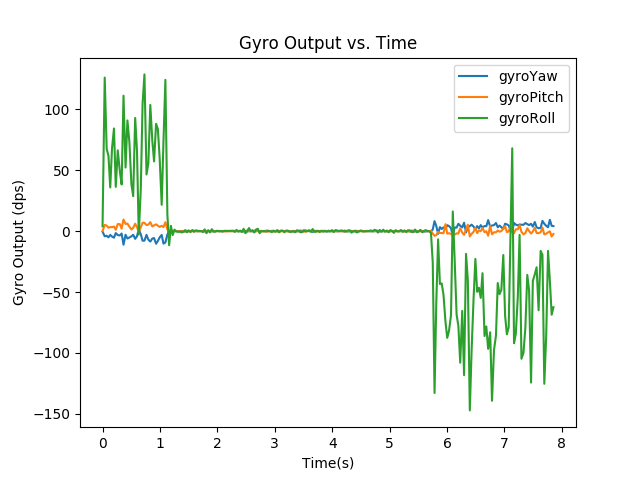 Gyro Output vs. Time
gyroYaw
gyroPitch
gyroRoll
100
50
0
−50
−100
−150
Gyro Output (dps)
0 1 2 3 4 5 6 7 8
Time(s)